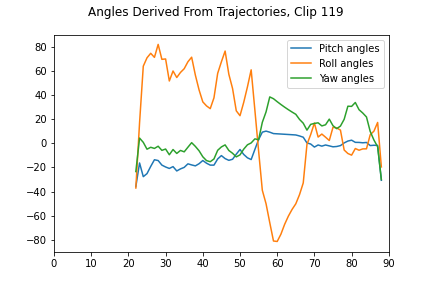 Angles Derived From Trajectories, Clip 119
Pitch angles
Roll angles
Yaw angles
80
60
40
20
0
−20
−40
−60
−80
0 10 20 30 40 50 60 70 80 90